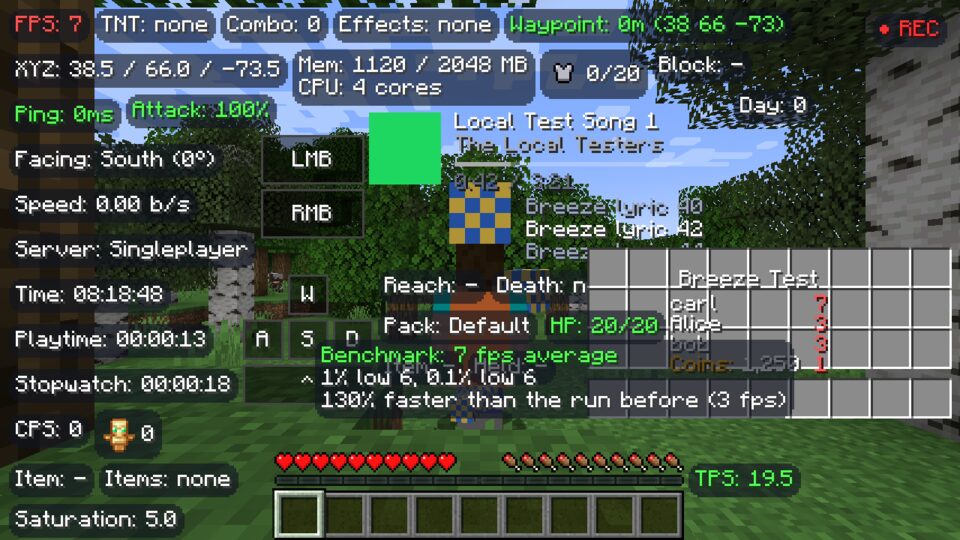 FPS: 7 TNT: none Combo: 0 Effects: none Waypoint: 0m (38 66 -73) REC
XYZ: 38.5 / 66.0 / -73.5 Mem: 1120 / 2048 MB 0/20 Block: -
CPU: 4 cores
Ping: 0ms Attack: 100% Day: 0
Local Test Song 1
The Local Testers
Facing: South (0°) LMB
0:42 3:21
Speed: 0.00 b/s RMB
Breeze lyric 40
Breeze lyric 42
Server: Singleplayer Breeze
Breeze Test
Time: 08:18:48 W Reach: - Death: n
carl 7
Playtime: 00:00:13 A S D Pack: Default HP: 20/20 Alice 3
bob 3
Benchmark: 7 fps average Coins: 1,250 1
Stopwatch: 00:00:18 ^ 1% low 6, 0.1% low 6
130% faster than the run before (3 fps)
CPS: 0 0
Item: - Items: none TPS: 19.5
Saturation: 5.0